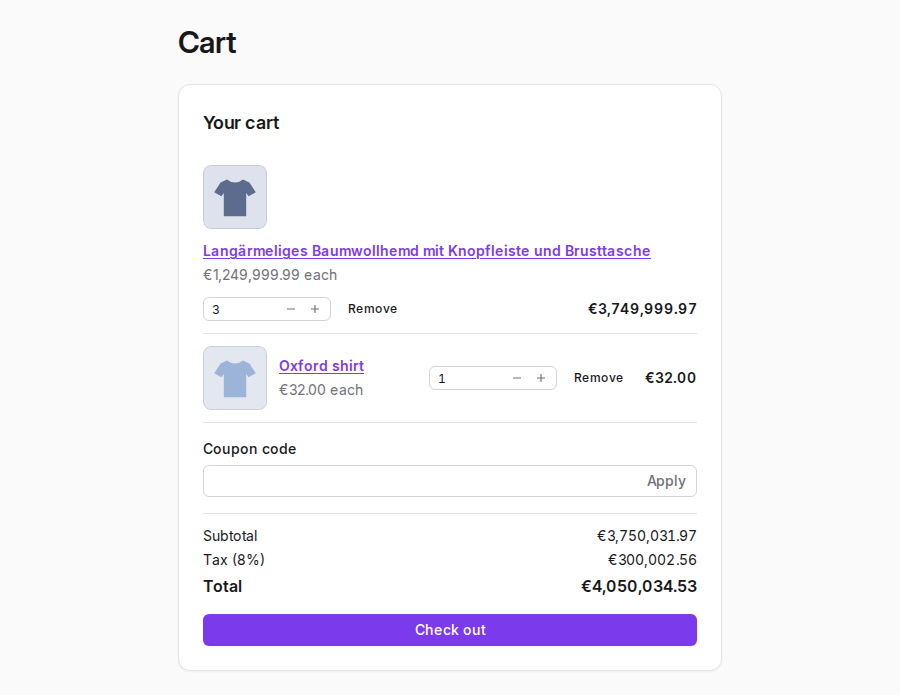 Cart
Your cart
Langärmeliges Baumwollhemd mit Knopfleiste und Brusttasche
€1,249,999.99 each
3 − + Remove €3,749,999.97
Oxford shirt
€32.00 each
1 − + Remove €32.00
Coupon code
Apply
Subtotal €3,750,031.97
Tax (8%) €300,002.56
Total €4,050,034.53
Check out